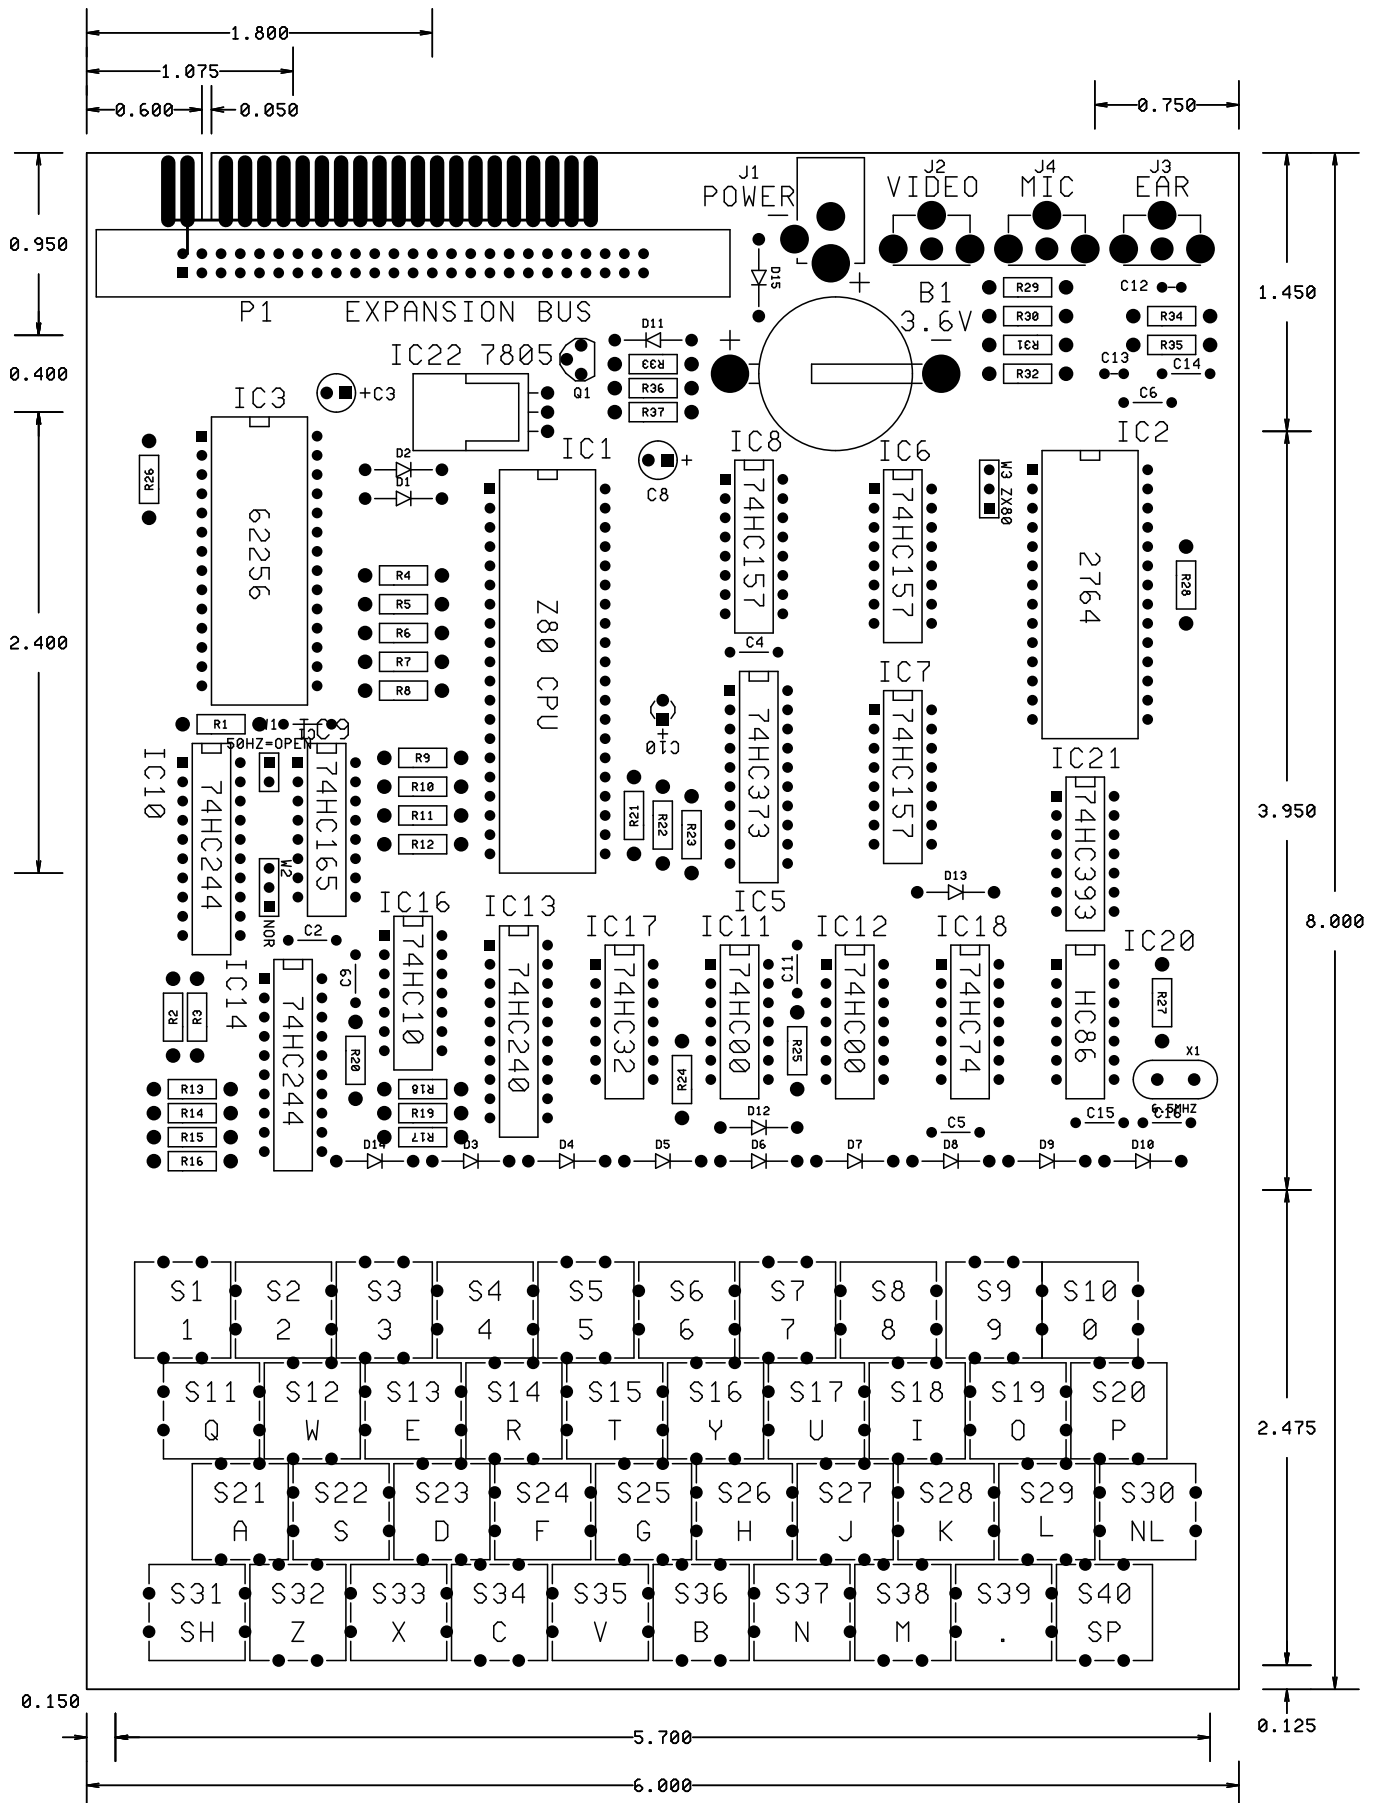 1.800
1.075
0.600 0.050 0.750
J1 J2 J4 J3
POWER VIDEO MIC EAR
−
0.950
D15
+
C12
R29
B1
1.450
P1 EXPANSION BUS
3.6V
R30 R34
D11
+ −
R31 R35
IC22 7805
R33
C13 C14
0.400
Q1
R36
R32
+C3
C6
IC3
R37
IC2
IC1
IC8
IC6
D2
+
W3 ZX80
R26
D1
C8
62256
74HC157
74HC157
2764
R28
R4
R5
Z80 CPU
R6
2.400
C4
R7
IC7
R8
R1 W1 C1 IC9
50HZ=OPEN
+
C10
IC10
R9
IC21
74HC244
74HC165
R10
74HC373
74HC157
R11
R21
R22
R23
3.950
R12
74HC393
W2
D13
IC16
IC13
IC5
NOR
C2
IC17 IC11 IC12 IC18 IC20
8.000
IC14
C9
C11
74HC10
74HC32
74HC00
74HC00
74HC74
HC86
R27
R2
R3
74HC244
74HC240
R20
R25
X1
R24
R13 R18
6.5MHZ
R14 R19
D12
C15 C16
R15 R17
C5
D14 D3 D4 D5 D6 D7 D8 D9 D10
R16
S1 S2 S3 S4 S5 S6 S7 S8 S9 S10
1 2 3 4 5 6 7 8 9 0
S11 S12 S13 S14 S15 S16 S17 S18 S19 S20
Q W E R T Y U I O P
2.475
S21 S22 S23 S24 S25 S26 S27 S28 S29 S30
A S D F G H J K L NL
S31 S32 S33 S34 S35 S36 S37 S38 S39 S40
SH Z X C V B N M . SP
0.150
0.125
5.700
6.000